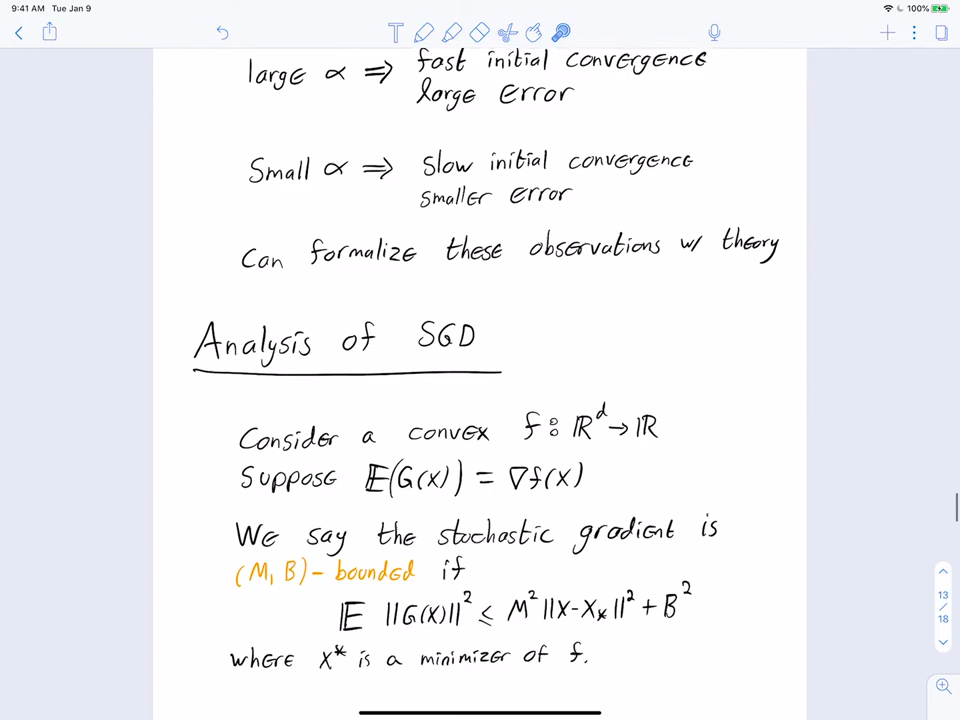 9:41 AM Tue Jan 9
100%
large α ⇒ fast initial convergence
large error
Small α ⇒ slow initial convergence
smaller error
can formalize these observations w/ theory
Analysis of SGD
Consider a convex f: ℝ^d → ℝ
Suppose 𝔼(G(x)) = ∇f(x)
We say the stochastic gradient is
(M, B)-bounded if
𝔼 ||G(x)||² ≤ M² ||x-x*||² + B²
where x* is a minimizer of f.
13
/
18